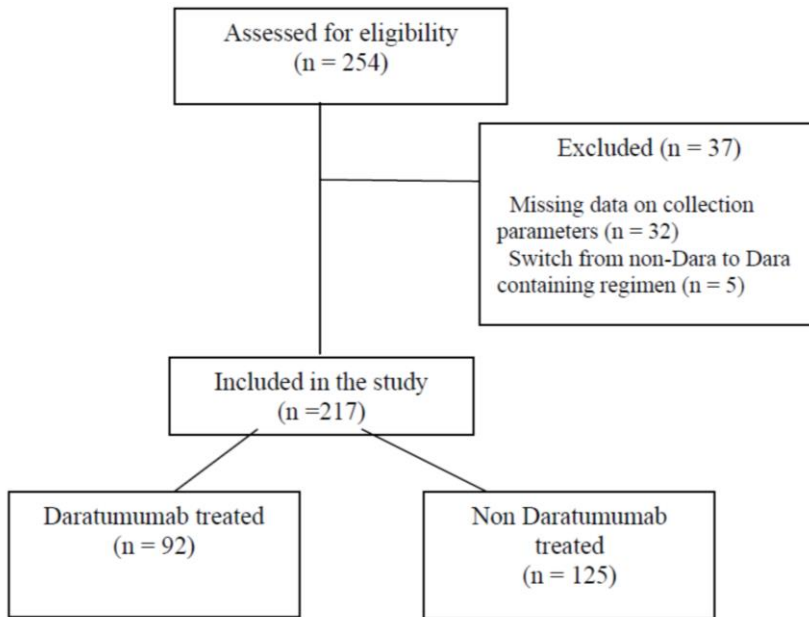 Assessed for eligibility
(n = 254)
Excluded (n = 37)
Missing data on collection
parameters (n = 32)
Switch from non-Dara to Dara
containing regimen (n = 5)
Included in the study
(n =217)
Daratumumab treated
(n = 92)
Non Daratumumab
treated
(n = 125)